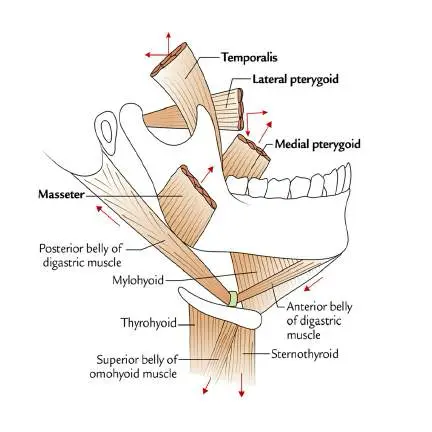 Temporalis
Lateral pterygoid
Medial pterygoid
Masseter
Posterior belly of
digastric muscle
Mylohyoid
Thyrohyoid
Anterior belly
of digastric
muscle
Superior belly of
omohyoid muscle
Sternothyroid